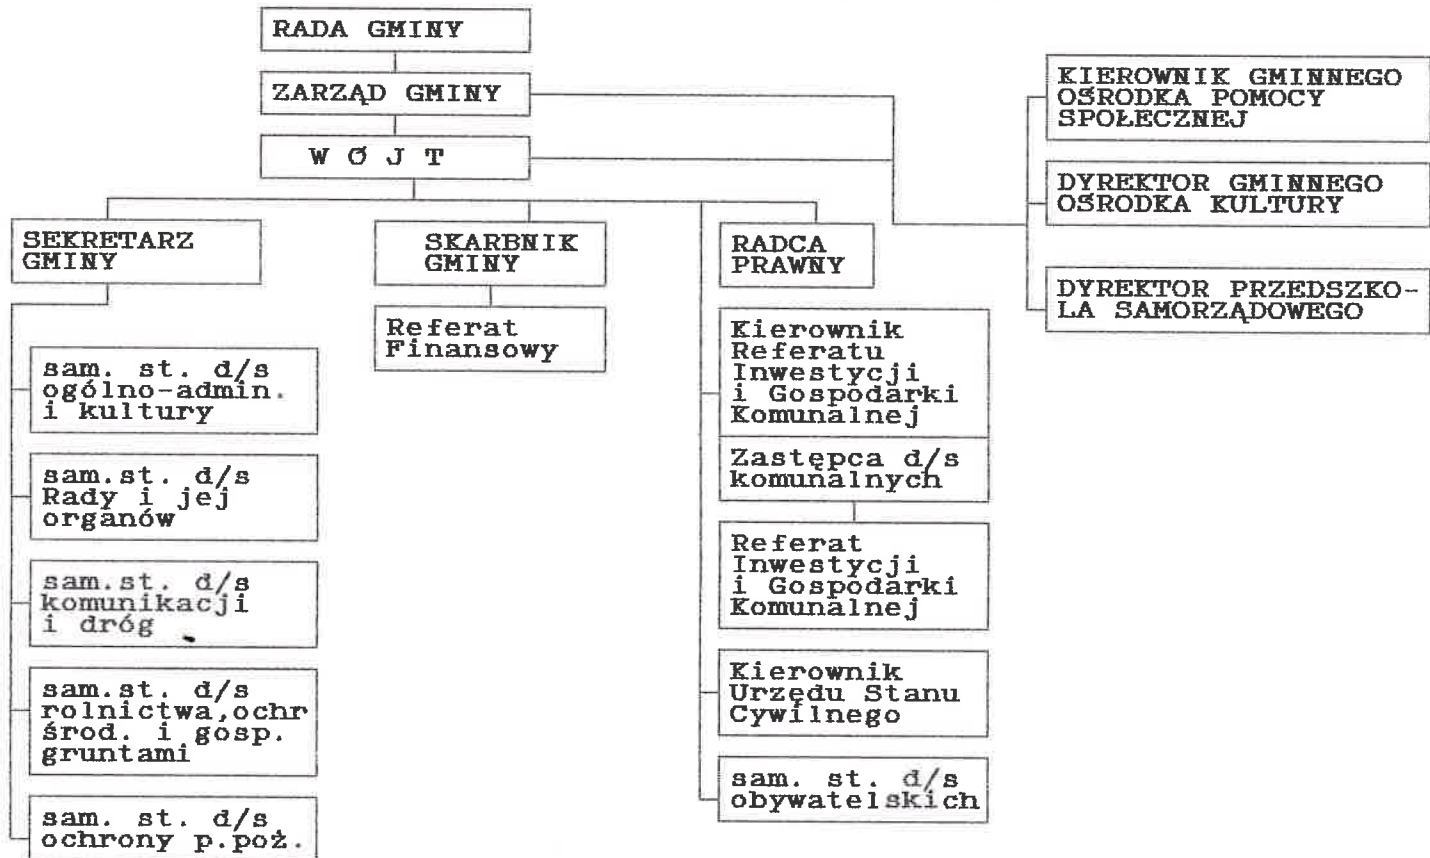 RADA GMINY
ZARZĄD GMINY
W Ó J T
KIEROWNIK GMINNEGO
OŚRODKA POMOCY
SPOŁECZNEJ
DYREKTOR GMINNEGO
OŚRODKA KULTURY
DYREKTOR PRZEDSZKO-
LA SAMORZĄDOWEGO
SEKRETARZ
GMINY
SKARBNIK
GMINY
RADCA
PRAWNY
Referat
Finansowy
sam. st. d/s
ogólno-admin.
i kultury
sam.st. d/s
Rady i jej
organów
sam.st. d/s
komunikacji
i dróg
sam.st. d/s
rolnictwa,ochr
środ. i gosp.
gruntami
sam. st. d/s
ochrony p.poż.
Kierownik
Referatu
Inwestycji
i Gospodarki
Komunalnej
Zastępca d/s
komunalnych
Referat
Inwestycji
i Gospodarki
Komunalnej
Kierownik
Urzędu Stanu
Cywilnego
sam. st. d/s
obywatelskich